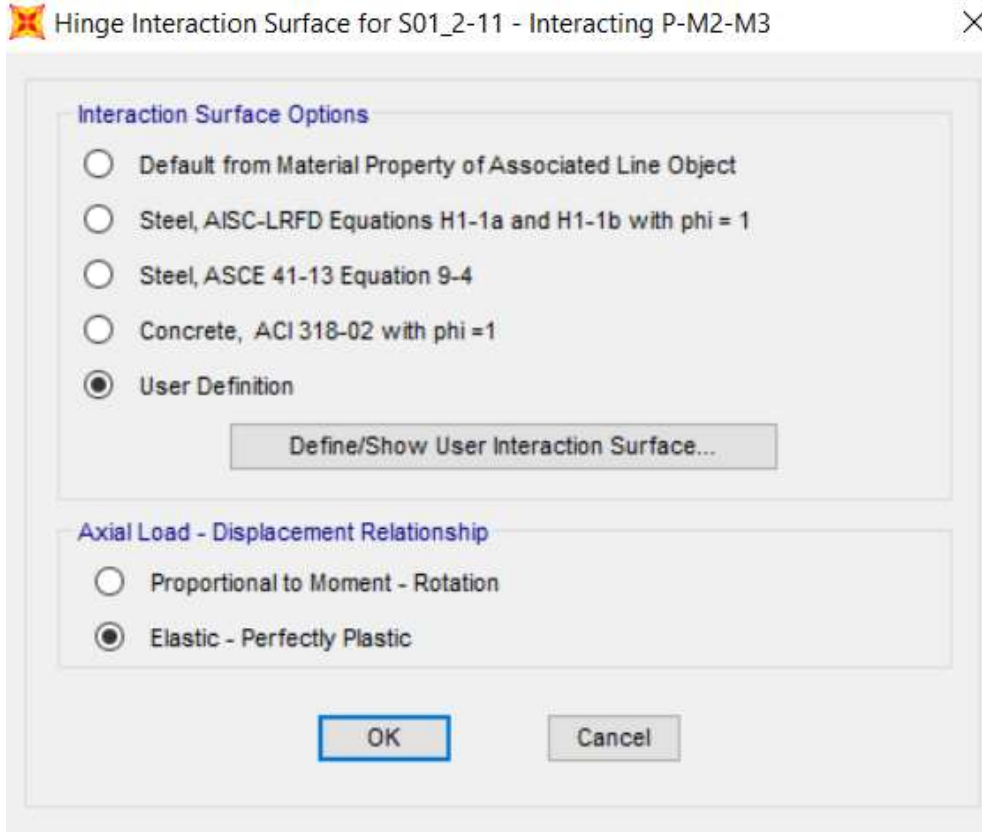 Hinge Interaction Surface for S01_2-11 - Interacting P-M2-M3
Interaction Surface Options
Default from Material Property of Associated Line Object
Steel, AISC-LRFD Equations H1-1a and H1-1b with phi = 1
Steel, ASCE 41-13 Equation 9-4
Concrete,  ACI 318-02 with phi =1
User Definition
Define/Show User Interaction Surface...
Axial Load - Displacement Relationship
Proportional to Moment - Rotation
Elastic - Perfectly Plastic
OK Cancel